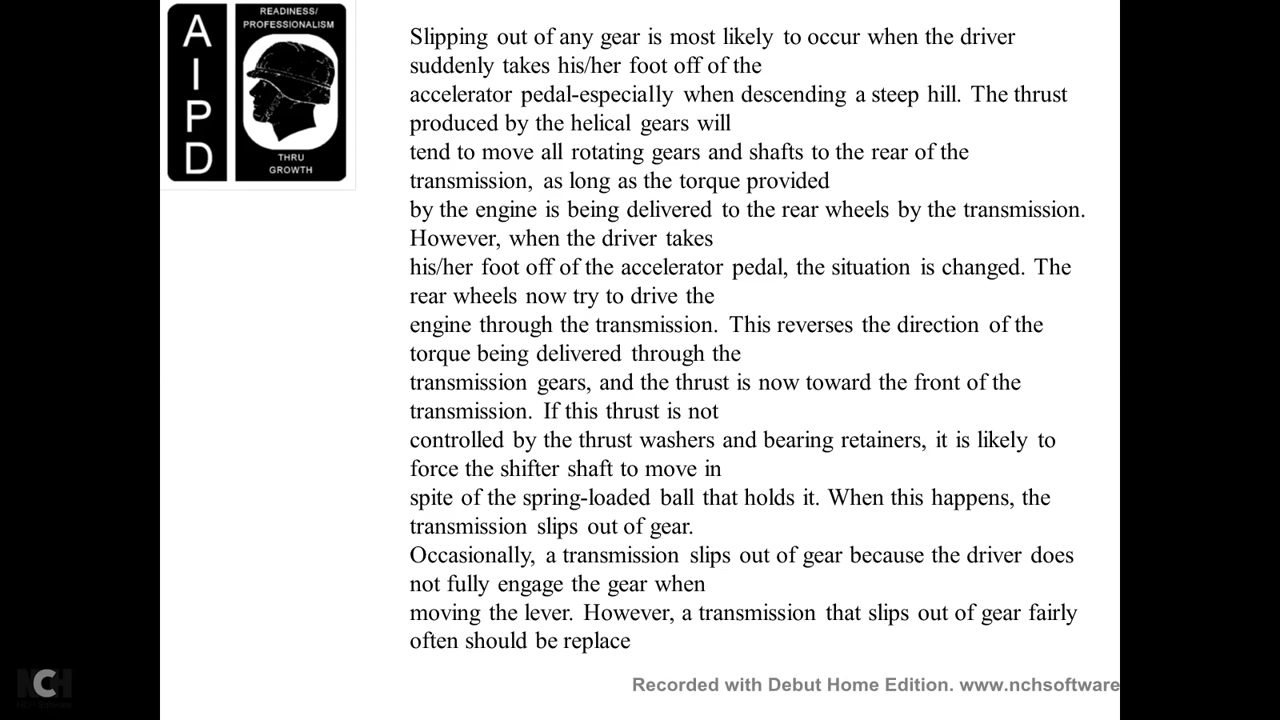 A
I
P
D
READINESS/
PROFESSIONALISM
THRU
GROWTH
Slipping out of any gear is most likely to occur when the driver
suddenly takes his/her foot off of the
accelerator pedal-especially when descending a steep hill. The thrust
produced by the helical gears will
tend to move all rotating gears and shafts to the rear of the
transmission, as long as the torque provided
by the engine is being delivered to the rear wheels by the transmission.
However, when the driver takes
his/her foot off of the accelerator pedal, the situation is changed. The
rear wheels now try to drive the
engine through the transmission. This reverses the direction of the
torque being delivered through the
transmission gears, and the thrust is now toward the front of the
transmission. If this thrust is not
controlled by the thrust washers and bearing retainers, it is likely to
force the shifter shaft to move in
spite of the spring-loaded ball that holds it. When this happens, the
transmission slips out of gear.
Occasionally, a transmission slips out of gear because the driver does
not fully engage the gear when
moving the lever. However, a transmission that slips out of gear fairly
often should be replace
NCH
NCH Software
Recorded with Debut Home Edition. www.nchsoftware